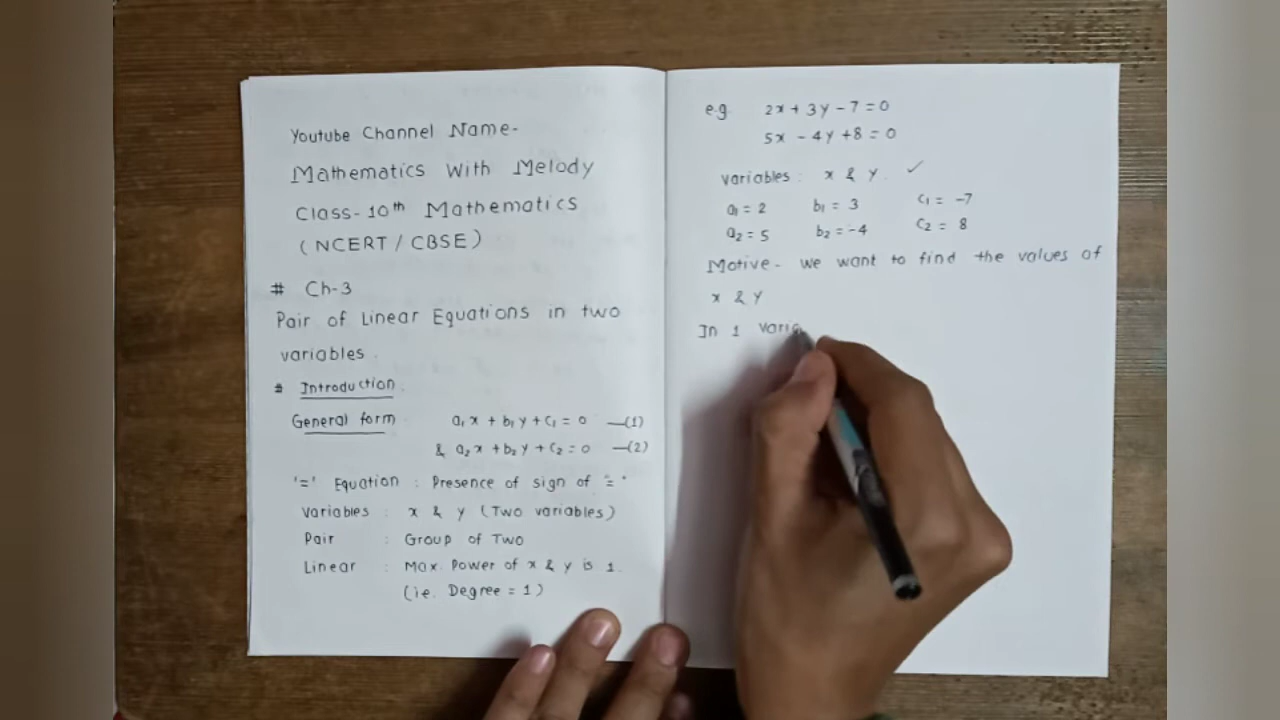 Youtube Channel Name-
Mathematics With Melody
Class-10th Mathematics
(NCERT / CBSE)
# Ch-3
Pair of Linear Equations in two
variables.
# Introduction.
General form a₁x + b₁y + c₁ = 0 —(1)
& a₂x + b₂y + c₂ = 0 —(2)
'=' Equation : Presence of sign of "="
Variables : x & y (Two variables)
Pair : Group of Two
Linear : Max. Power of x & y is 1.
(ie. Degree = 1)
e.g. 2x + 3y - 7 = 0
5x - 4y + 8 = 0
variables : x & y. ✓
a₁ = 2 b₁ = 3 c₁ = -7
a₂ = 5 b₂ = -4 c₂ = 8
Motive - we want to find the values of
x & y
In 1 varia